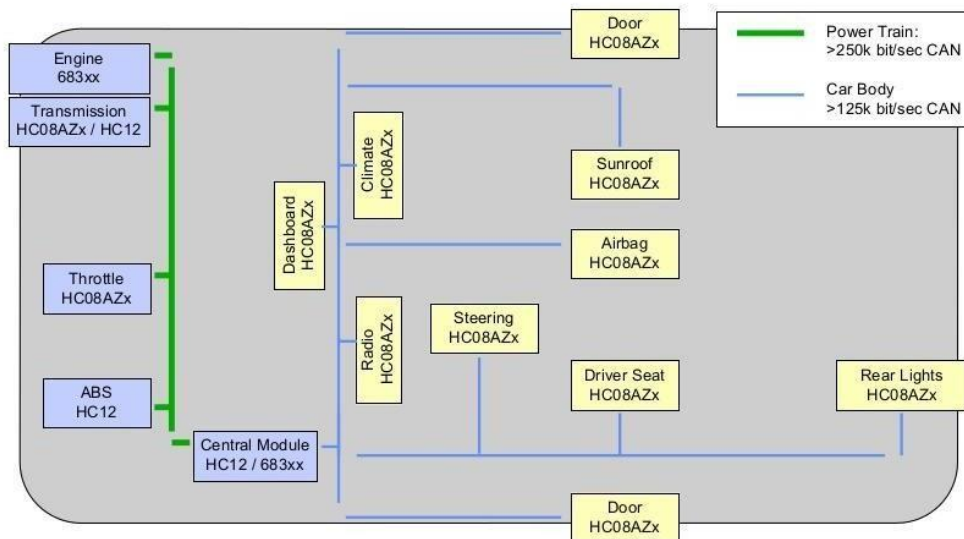 Door
HC08AZx
Power Train:
>250k bit/sec CAN
Car Body
>125k bit/sec CAN
Engine
683xx
Transmission
HC08AZx / HC12
Climate
HC08AZx
Sunroof
HC08AZx
Dashboard
HC08AZx
Airbag
HC08AZx
Throttle
HC08AZx
Radio
HC08AZx
Steering
HC08AZx
ABS
HC12
Driver Seat
HC08AZx
Rear Lights
HC08AZx
Central Module
HC12 / 683xx
Door
HC08AZx